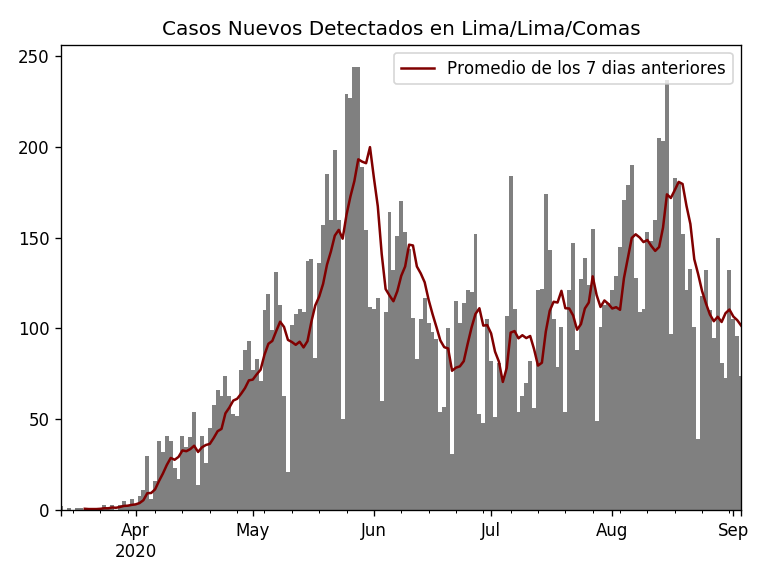 Casos Nuevos Detectados en Lima/Lima/Comas
Promedio de los 7 dias anteriores
250
200
150
100
50
0
Apr May Jun Jul Aug Sep
2020